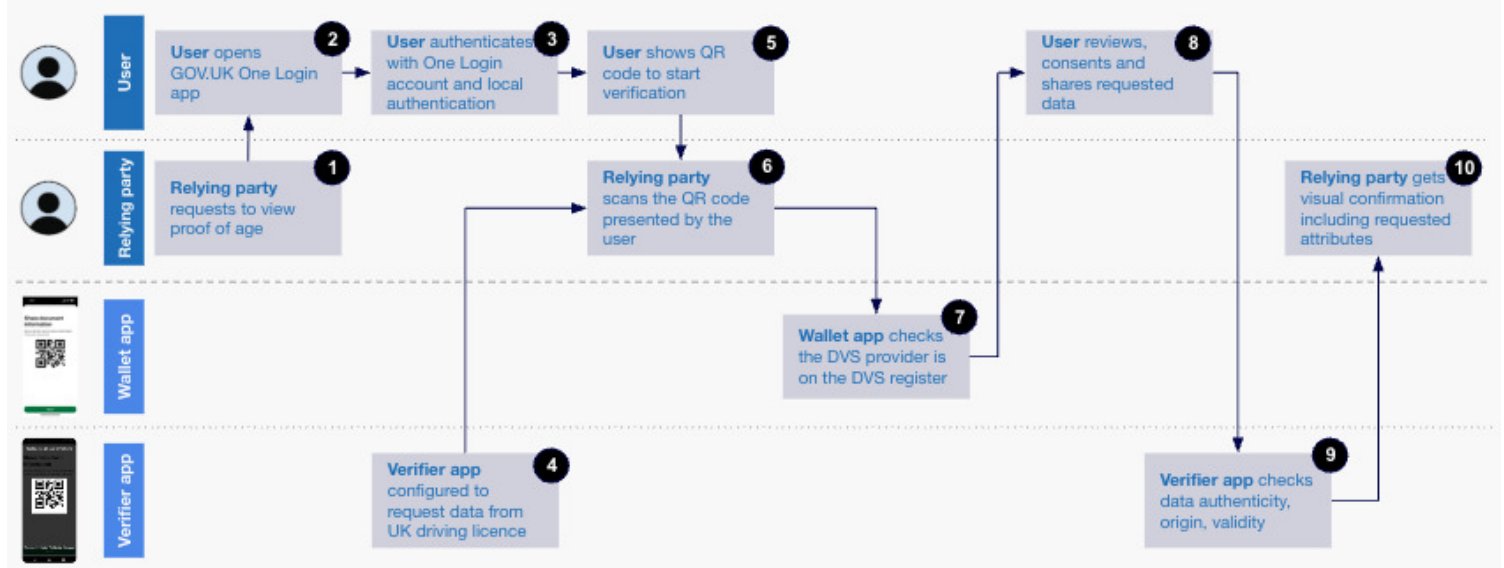 User
2
User opens
GOV.UK One Login
app
3
User authenticates
with One Login
account and local
authentication
5
User shows QR
code to start
verification
8
User reviews,
consents and
shares requested
data
Relying party
1
Relying party
requests to view
proof of age
6
Relying party
scans the QR code
presented by the
user
10
Relying party gets
visual confirmation
including requested
attributes
Wallet app
7
Wallet app checks
the DVS provider is
on the DVS register
Verifier app
4
Verifier app
configured to
request data from
UK driving licence
9
Verifier app checks
data authenticity,
origin, validity